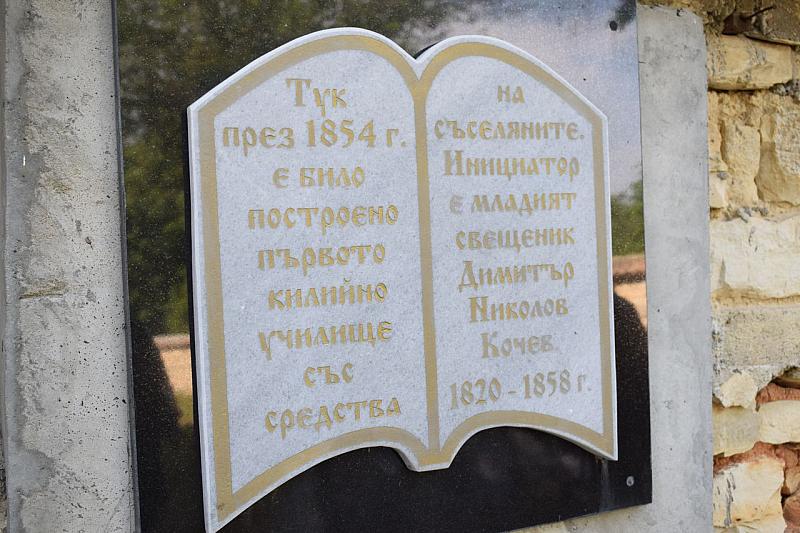 Тук
през 1854 г.
е било
построено
първото
килийно
училище
със
средства
на
съселяните.
Инициатор
е младият
свещеник
Димитър
Николов
Кочев
1820 - 1858 г.